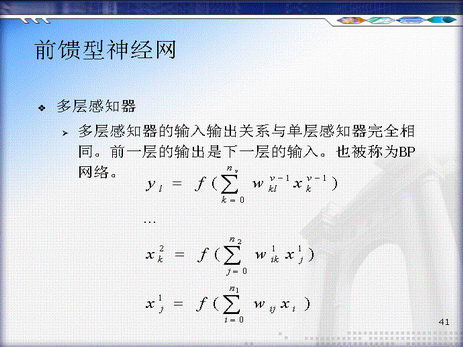 前馈型神经网
❖ 多层感知器
➢ 多层感知器的输入输出关系与单层感知器完全相
同。前一层的输出是下一层的输入。也被称为BP
网络。
y_l = f (∑_{k=0}^{n_v} w_{kl}^{v-1} x_k^{v-1})
…
x_k^2 = f (∑_{j=0}^{n_2} w_{ik}^1 x_j^1)
x_j^1 = f (∑_{i=0}^{n_1} w_{ij} x_i)
41